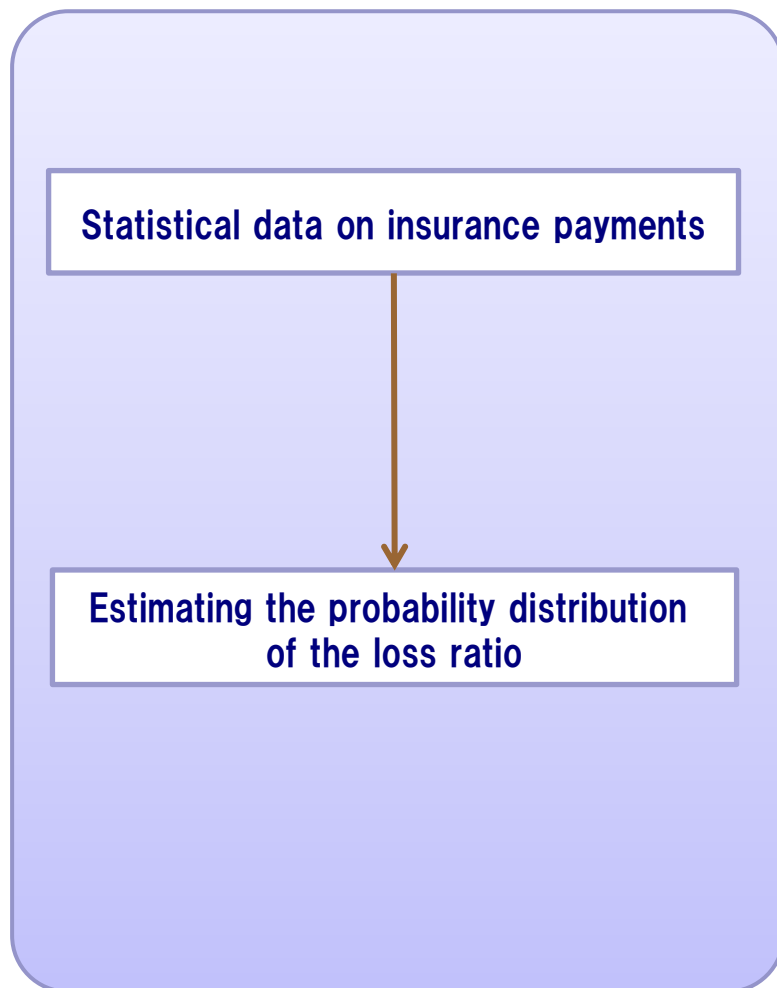 Statistical data on insurance payments
Estimating the probability distribution
of the loss ratio